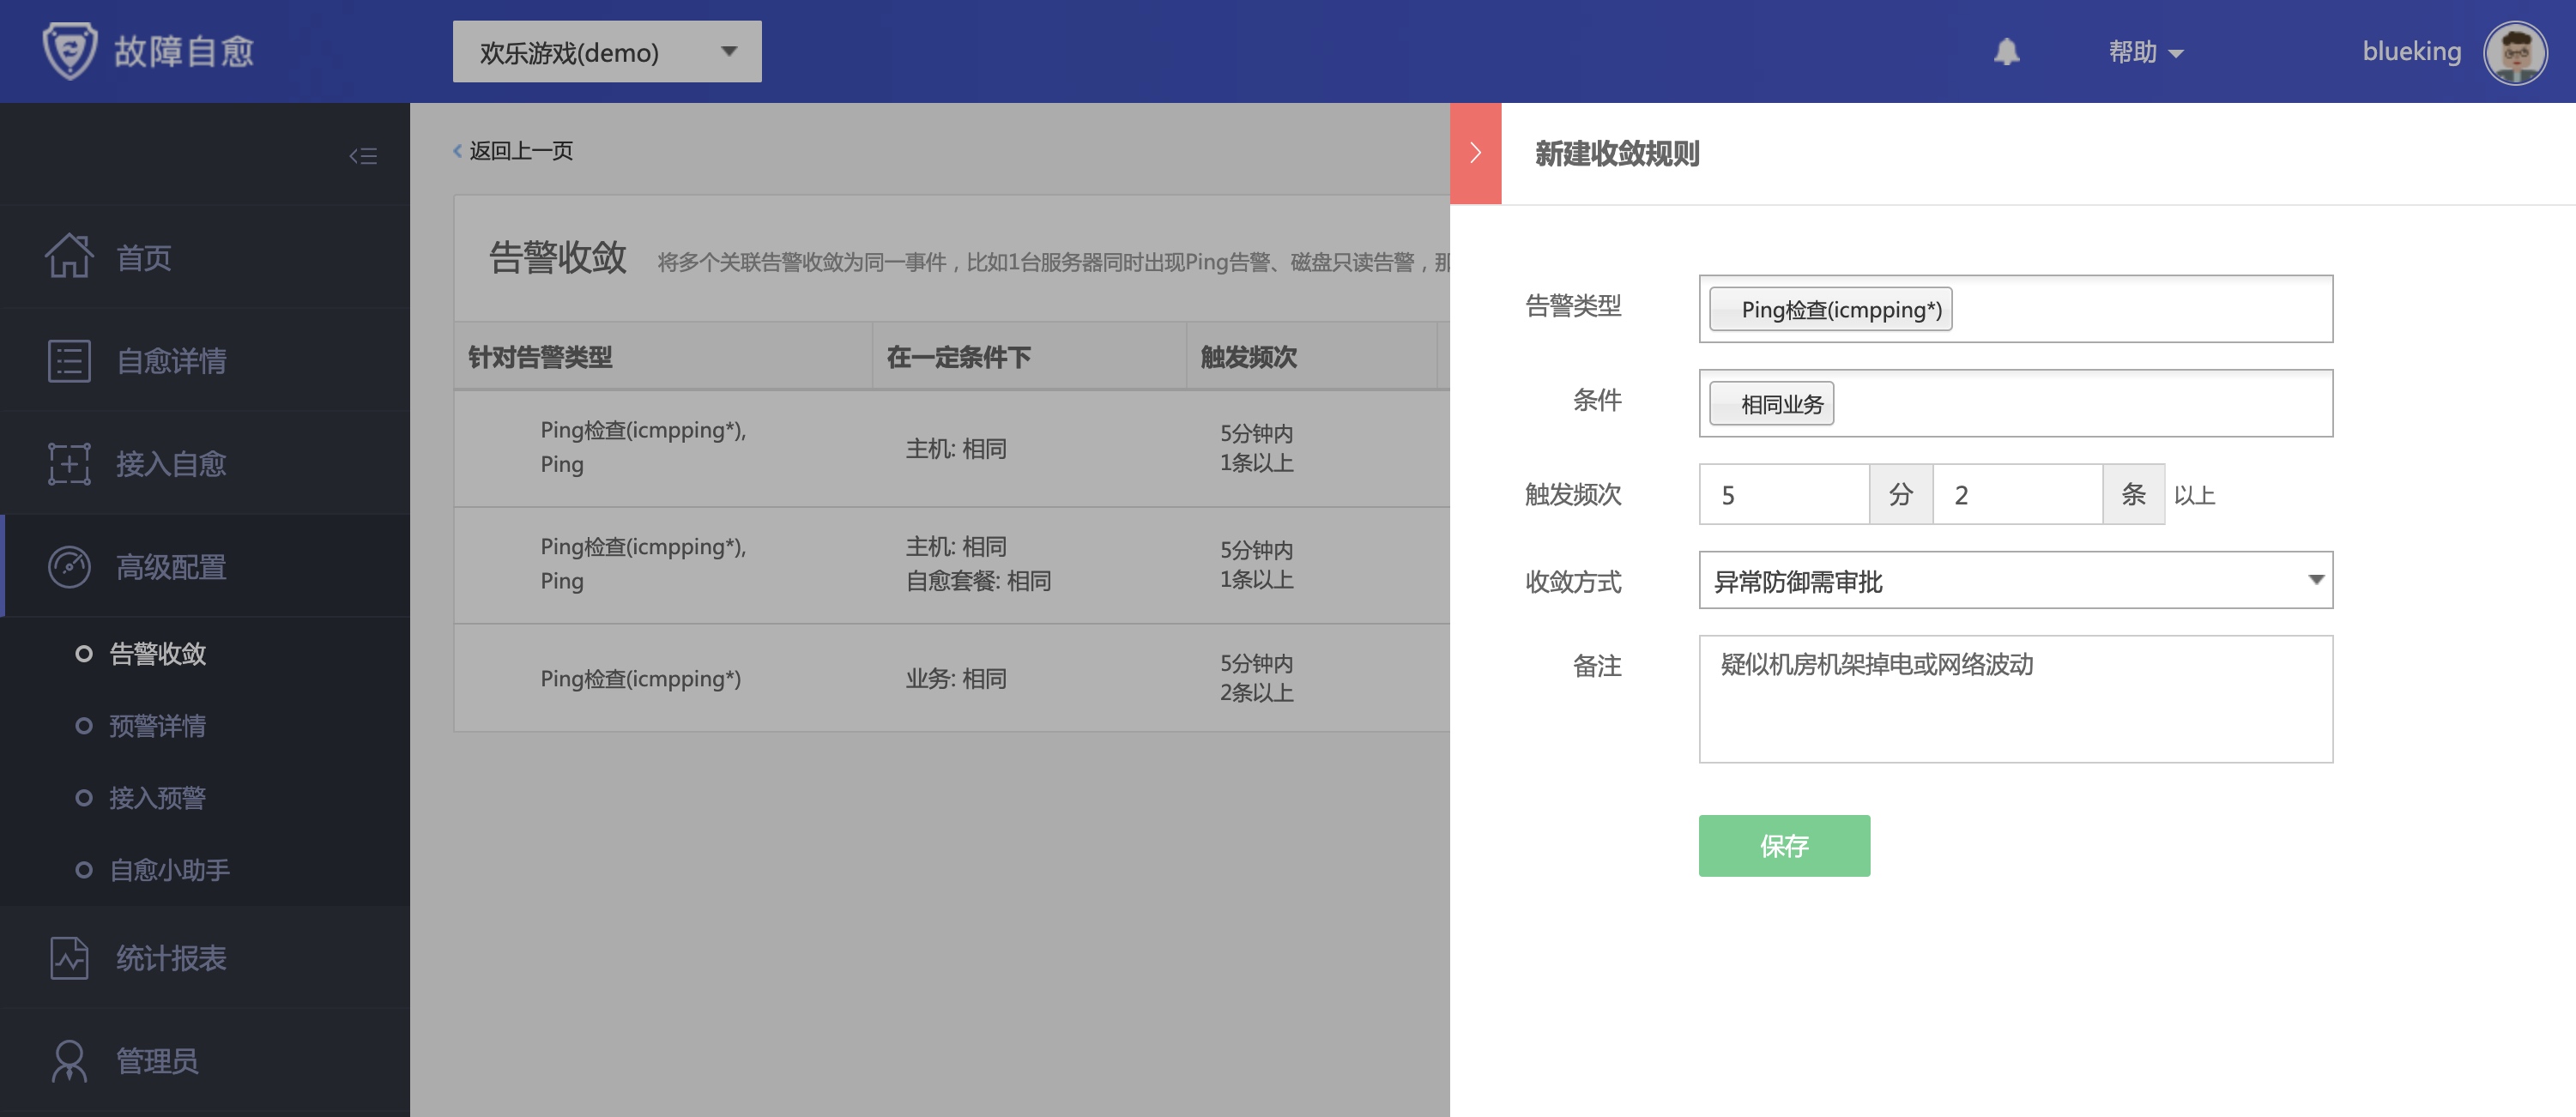 故障自愈
欢乐游戏(demo)
帮助
blueking
首页
自愈详情
接入自愈
高级配置
告警收敛
预警详情
接入预警
自愈小助手
统计报表
管理员
返回上一页
告警收敛 将多个关联告警收敛为同一事件，比如1台服务器同时出现Ping告警、磁盘只读告警，那
针对告警类型 在一定条件下 触发频次
Ping检查(icmpping*),
Ping
主机: 相同
5分钟内
1条以上
Ping检查(icmpping*),
Ping
主机: 相同
自愈套餐: 相同
5分钟内
1条以上
Ping检查(icmpping*)
业务: 相同
5分钟内
2条以上
新建收敛规则
告警类型 Ping检查(icmpping*)
条件 相同业务
触发频次 5 分 2 条 以上
收敛方式 异常防御需审批
备注 疑似机房机架掉电或网络波动
保存